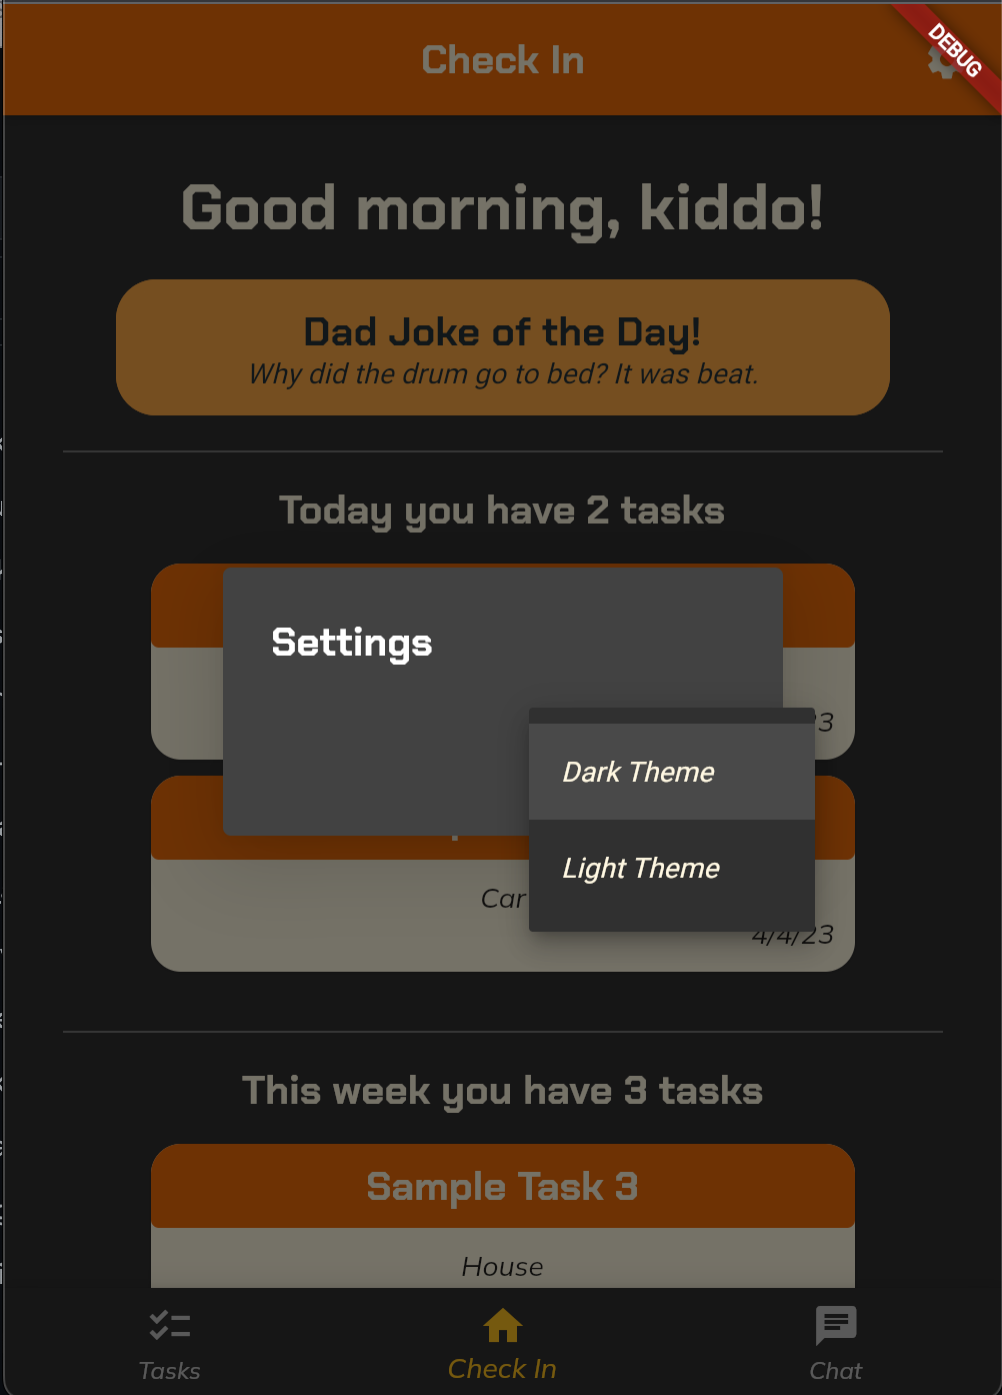 Check In
DEBUG
Good morning, kiddo!
Dad Joke of the Day!
Why did the drum go to bed? It was beat.
Today you have 2 tasks
Settings
Dark Theme
Light Theme
Car
4/4/23
This week you have 3 tasks
Sample Task 3
House
Tasks
Check In
Chat